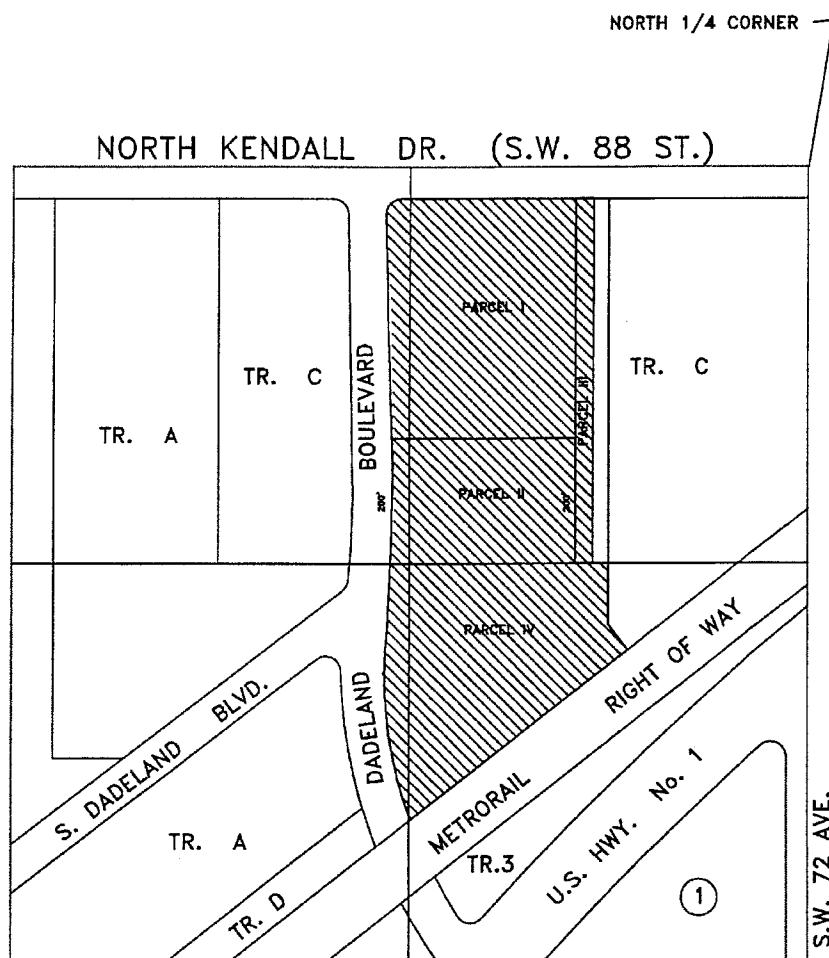 NORTH 1/4 CORNER
NORTH KENDALL DR. (S.W. 88 ST.)
PARCEL I
TR. C
TR. C
TR. A
BOULEVARD
PARCEL III
PARCEL II
200'
200'
PARCEL IV
RIGHT OF WAY
S. DADELAND BLVD.
DADELAND
METRORAIL
U.S. HWY. No. 1
TR. A
TR.3
TR. D
1
S.W. 72 AVE.